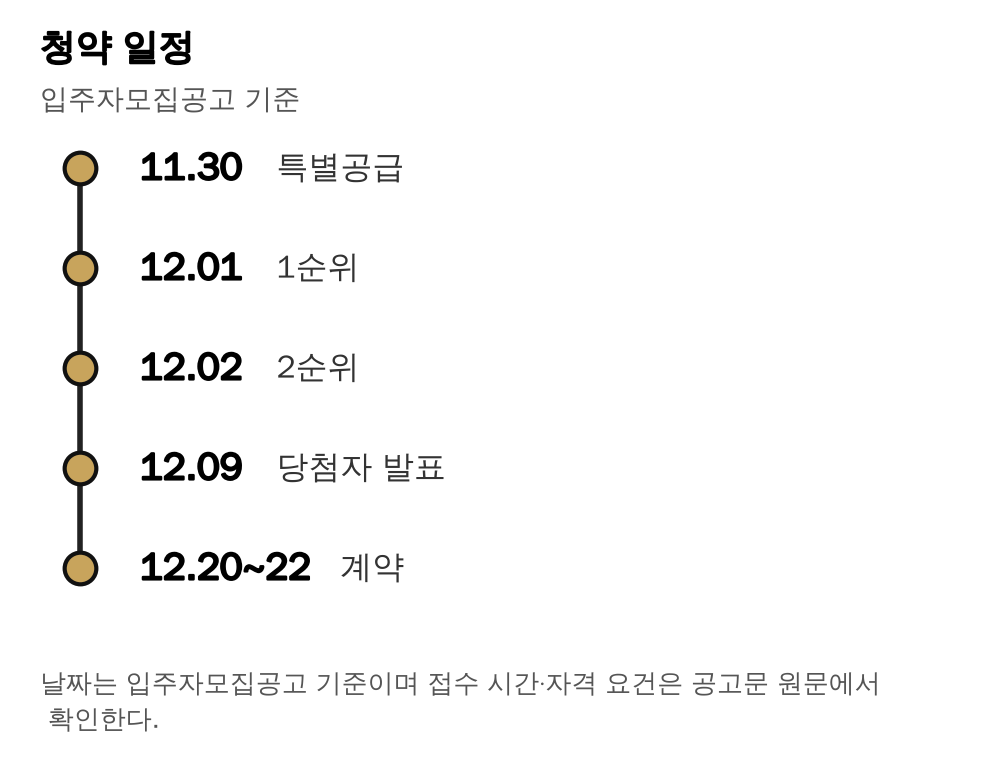 청약 일정
입주자모집공고 기준
11.30 특별공급
12.01 1순위
12.02 2순위
12.09 당첨자 발표
12.20~22 계약
날짜는 입주자모집공고 기준이며 접수 시간·자격 요건은 공고문 원문에서
확인한다.